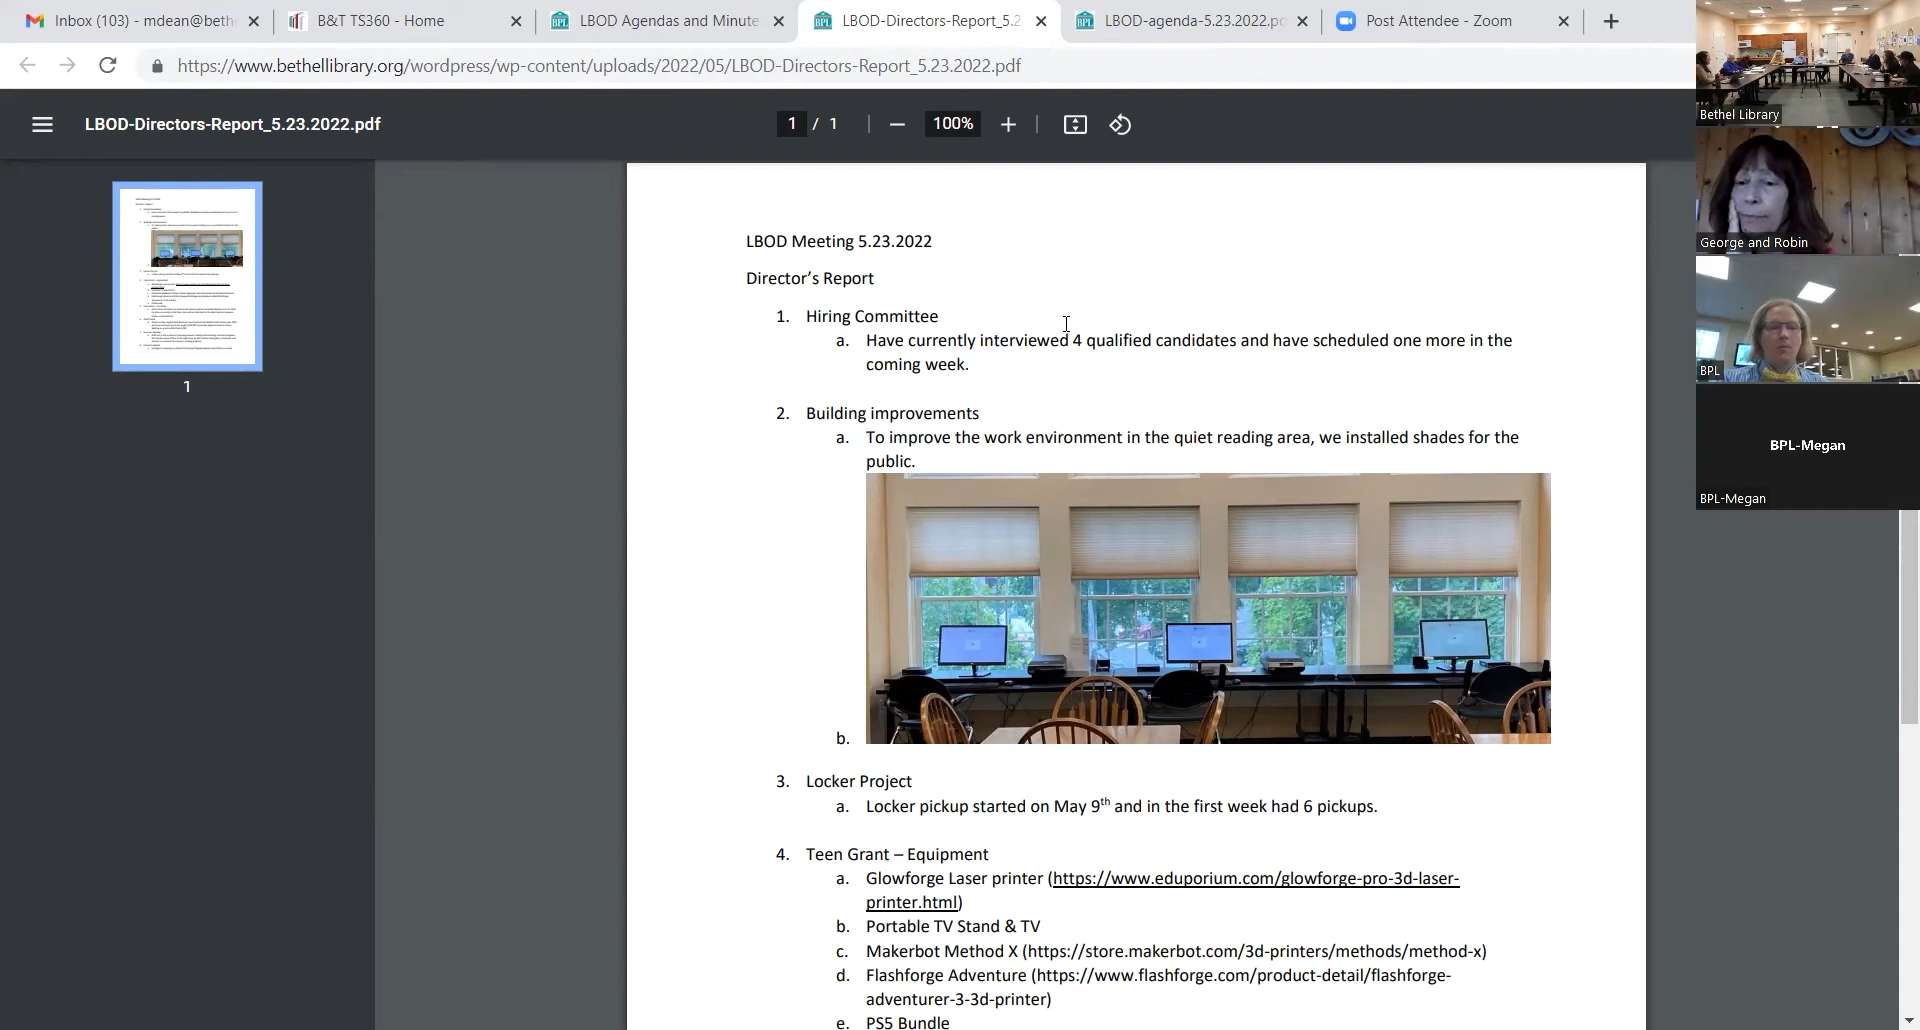 Inbox (103) - mdean@beth
B&T TS360 - Home
LBOD Agendas and Minute
LBOD-Directors-Report_5.2
LBOD-agenda-5.23.2022.pd
Post Attendee - Zoom
https://www.bethellibrary.org/wordpress/wp-content/uploads/2022/05/LBOD-Directors-Report_5.23.2022.pdf
LBOD-Directors-Report_5.23.2022.pdf
1 / 1
100%
Bethel Library
George and Robin
BPL
BPL-Megan
BPL-Megan
1
LBOD Meeting 5.23.2022
Director’s Report
1. Hiring Committee
a. Have currently interviewed 4 qualified candidates and have scheduled one more in the
coming week.
2. Building improvements
a. To improve the work environment in the quiet reading area, we installed shades for the
public.
b.
3. Locker Project
a. Locker pickup started on May 9th and in the first week had 6 pickups.
4. Teen Grant – Equipment
a. Glowforge Laser printer (https://www.eduporium.com/glowforge-pro-3d-laser-
printer.html)
b. Portable TV Stand & TV
c. Makerbot Method X (https://store.makerbot.com/3d-printers/methods/method-x)
d. Flashforge Adventure (https://www.flashforge.com/product-detail/flashforge-
adventurer-3-3d-printer)
e. PS5 Bundle